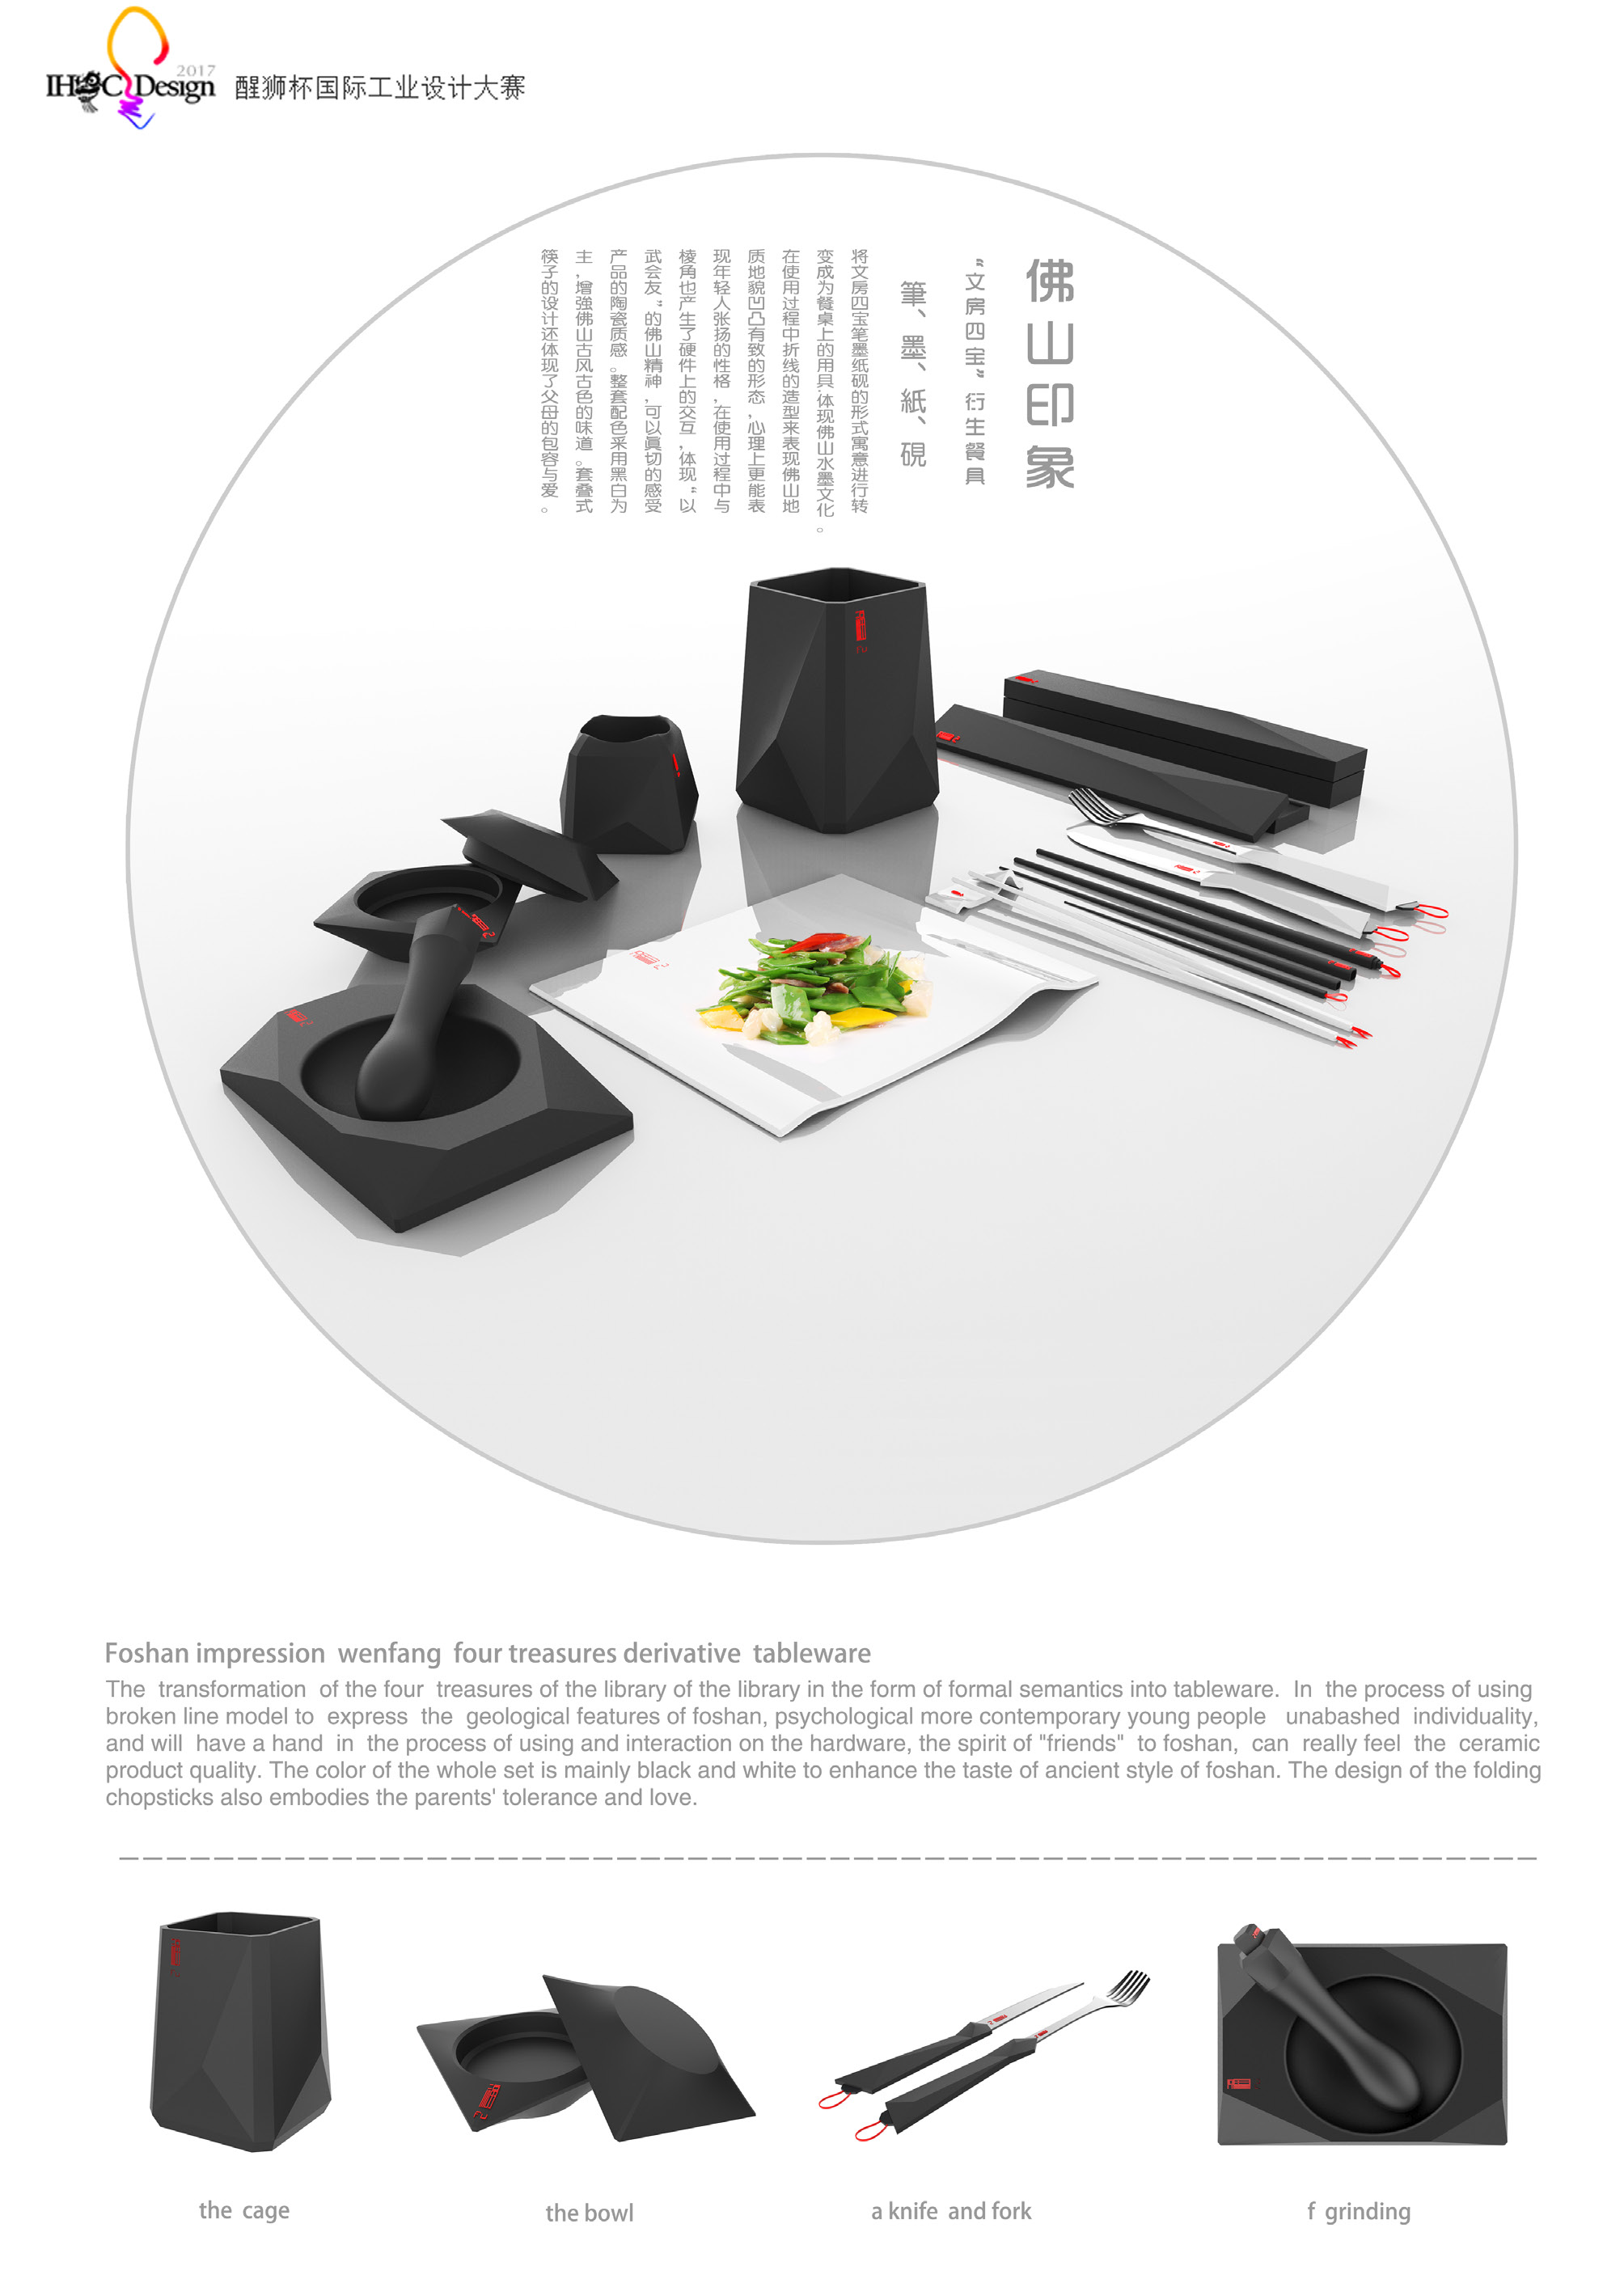 2017
IH C Design
醒狮杯国际工业设计大赛
佛山印象
“文房四宝”衍生餐具
筆、墨、紙、硯
将文房四宝笔墨纸砚的形式寓意进行转
变成为餐桌上的用具.体现佛山水墨文化。
在使用过程中折线的造型来表现佛山地
质地貌凹凸有致的形态,心理上更能表
现年轻人张扬的性格,在使用过程中与
棱角也产生了硬件上的交互,体现“以
武会友”的佛山精神,可以真切的感受
产品的陶瓷质感。整套配色采用黑白为
主,增强佛山古风古色的味道。套叠式
筷子的设计还体现了父母的包容与爱。
Foshan impression wenfang four treasures derivative tableware
The transformation of the four treasures of the library of the library in the form of formal semantics into tableware. In the process of using
broken line model to express the geological features of foshan, psychological more contemporary young people unabashed individuality,
and will have a hand in the process of using and interaction on the hardware, the spirit of "friends" to foshan, can really feel the ceramic
product quality. The color of the whole set is mainly black and white to enhance the taste of ancient style of foshan. The design of the folding
chopsticks also embodies the parents' tolerance and love.
the cage
the bowl
a knife and fork
f grinding